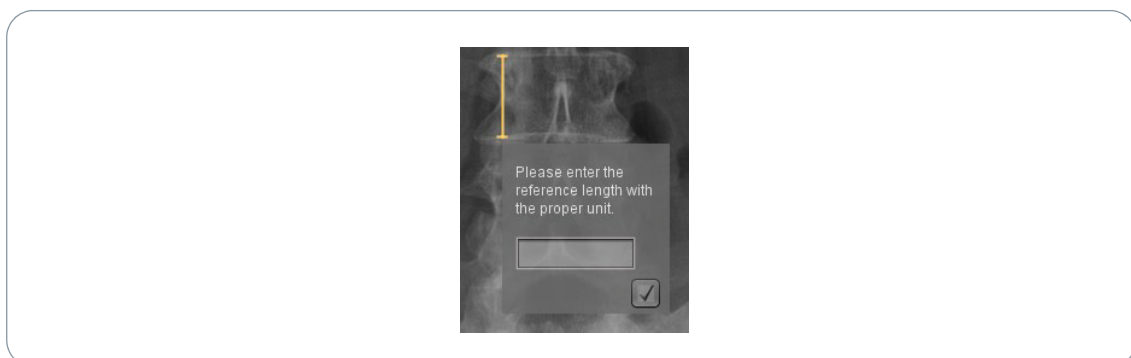 Please enter the
reference length with
the proper unit.